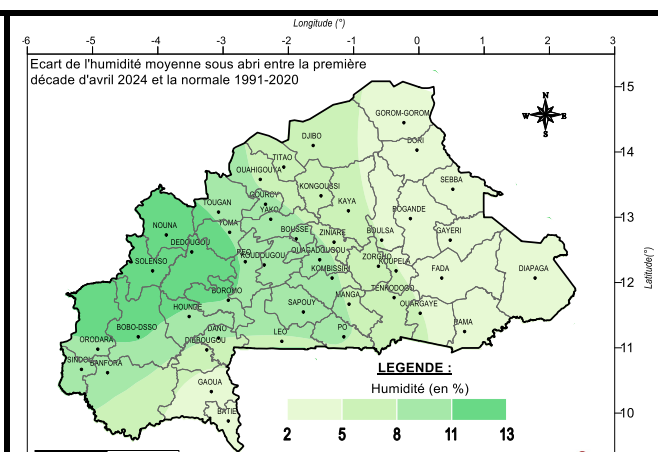 Longitude (°)
-6 -5 -4 -3 -2 -1 0 1 2 3
Ecart de l'humidité moyenne sous abri entre la première
décade d'avril 2024 et la normale 1991-2020
15
N
W E
S
GOROM-GOROM
DJIBO
DORI
14
TITAO
OUAHIGOUYA
SEBBA
KONGOUSSI
GOURCY
KAYA
TOUGAN
YAKO
BOGANDE
13
NOUNA
TOMA
BOUSSE
ZINIARE
BOULSA
GAYERI
DEDOUGOU
OUAGADOUGOU
REO
KOUDOUGOU
ZORGHO
KOUPELA
SOLENSO
KOMBISSIRI
FADA
DIAPAGA
12
Latitude(°)
BOROMO
TENKODOGO
MANGA
HOUNDE
SAPOUY
OUARGAYE
BOBO-DSSO
DANO
LEO
PO
PAMA
ORODARA
DIEBOUGOU
11
SINDOU
BANFORA
LEGENDE :
GAOUA
Humidité (en %)
BATIE
10
2 5 8 11 13